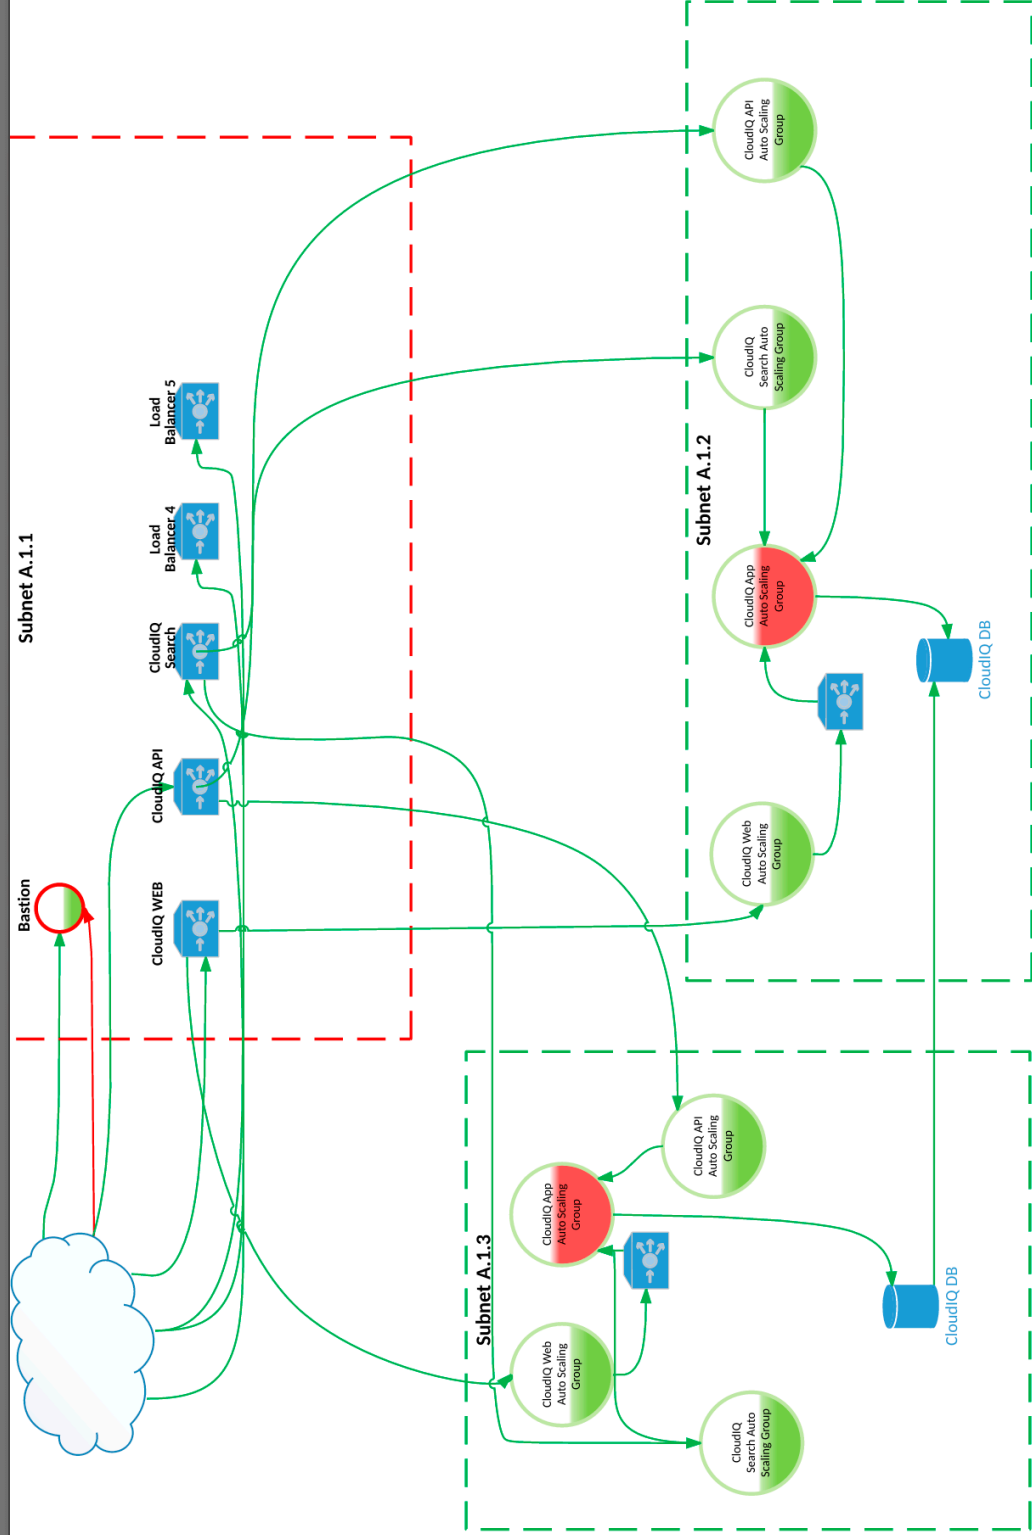 Subnet A.1.1
Bastion
CloudIQ WEB
CloudIQ API
CloudIQ
Search
Load
Balancer 4
Load
Balancer 5
Subnet A.1.3
CloudIQ Web
Auto Scaling
Group
CloudIQ App
Auto Scaling
Group
CloudIQ API
Auto Scaling
Group
CloudIQ
Search Auto
Scaling Group
CloudIQ DB
Subnet A.1.2
CloudIQ Web
Auto Scaling
Group
CloudIQ App
Auto Scaling
Group
CloudIQ
Search Auto
Scaling Group
CloudIQ API
Auto Scaling
Group
CloudIQ DB